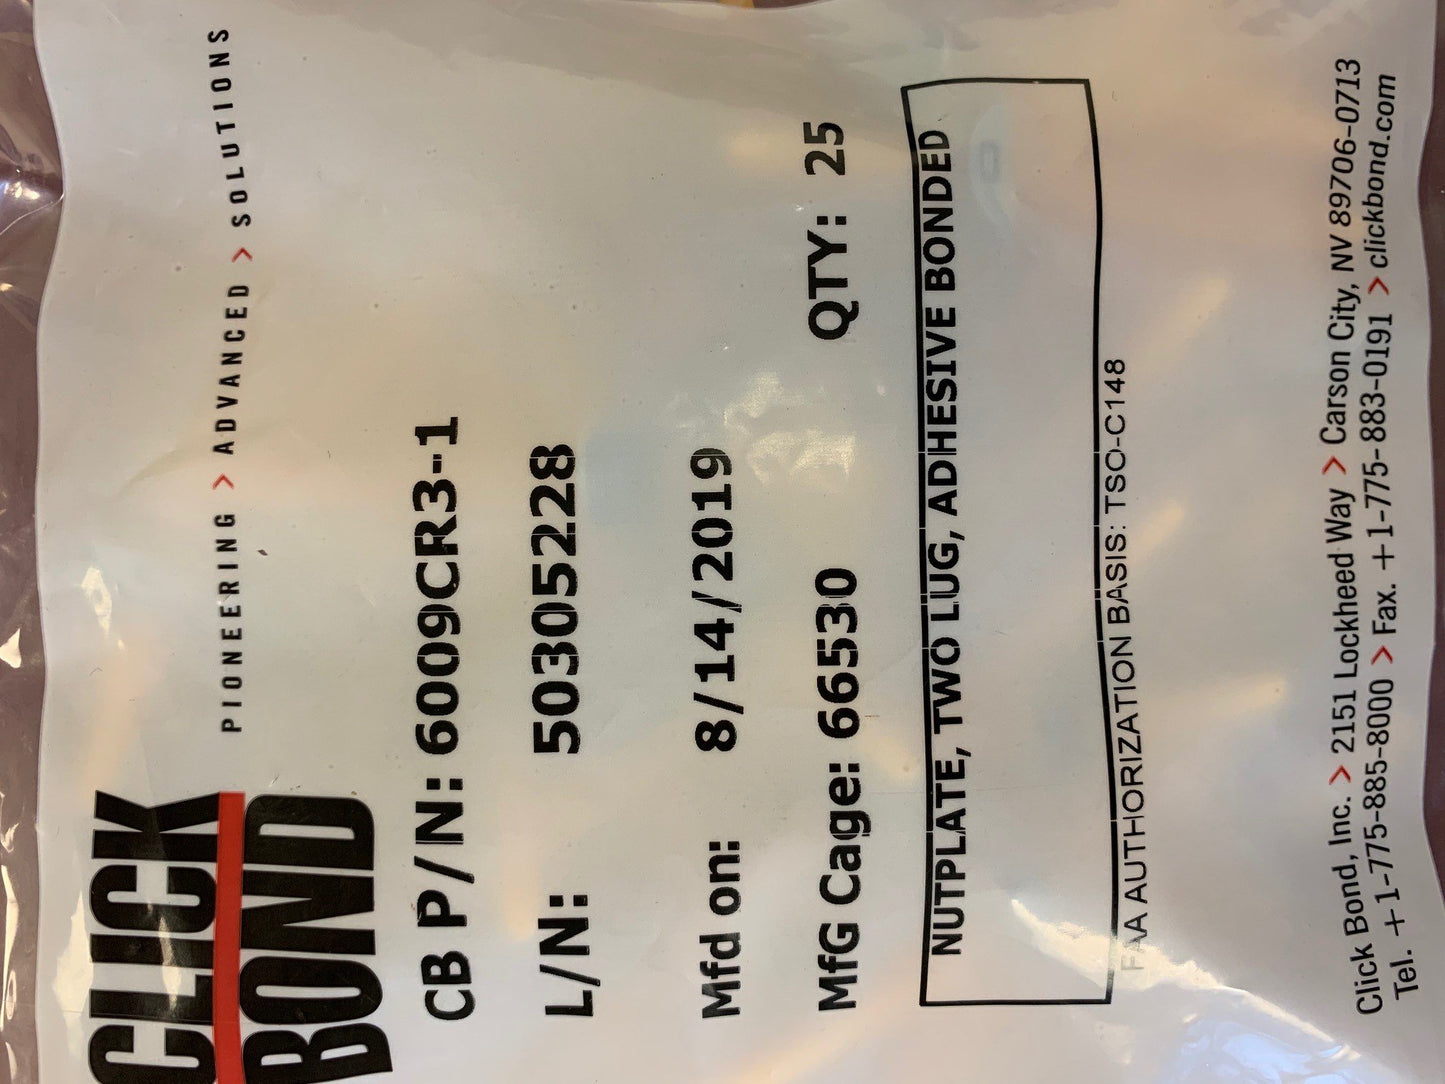 CLICK
BOND
PIONEERING > ADVANCED > SOLUTIONS
CB P/N: 6009CR3-1
L/N: 50305228
Mfd on: 8/14/2019
MfG Cage: 66530 QTY: 25
NUTPLATE, TWO LUG, ADHESIVE BONDED
FAA AUTHORIZATION BASIS: TSO-C148
Click Bond, Inc. > 2151 Lockheed Way > Carson City, NV 89706-0713
Tel. +1-775-885-8000 > Fax. +1-775-883-0191 > clickbond.com